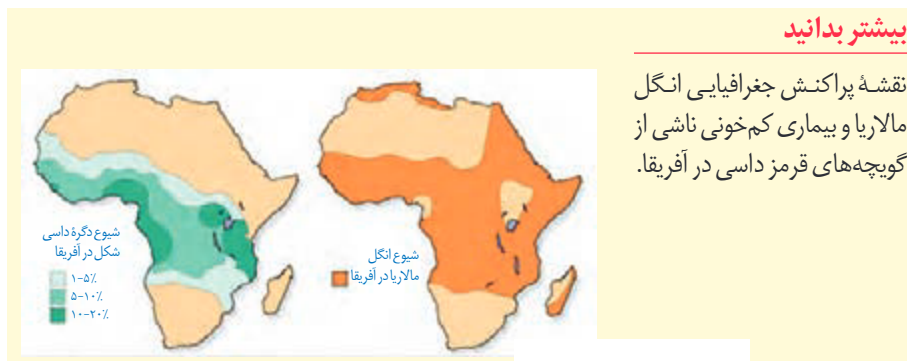 بیشتر بدانید
نقشهٔ پراکنش جغرافیایی انگل
مالاریا و بیماری کم‌خونی ناشی از
گویچه‌های قرمز داسی در آفریقا.
شیوع انگل
مالاریا در آفریقا
شیوع دگرهٔ داسی
شکل در آفریقا
۱-۵٪
۵-۱۰٪
۱۰-۲۰٪